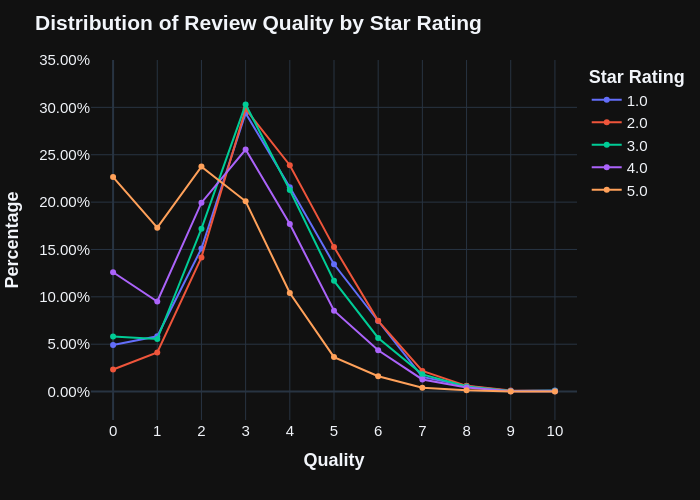 Distribution of Review Quality by Star Rating
35.00%
30.00%
25.00%
20.00%
15.00%
10.00%
5.00%
0.00%
Percentage
0 1 2 3 4 5 6 7 8 9 10
Quality
Star Rating
1.0
2.0
3.0
4.0
5.0